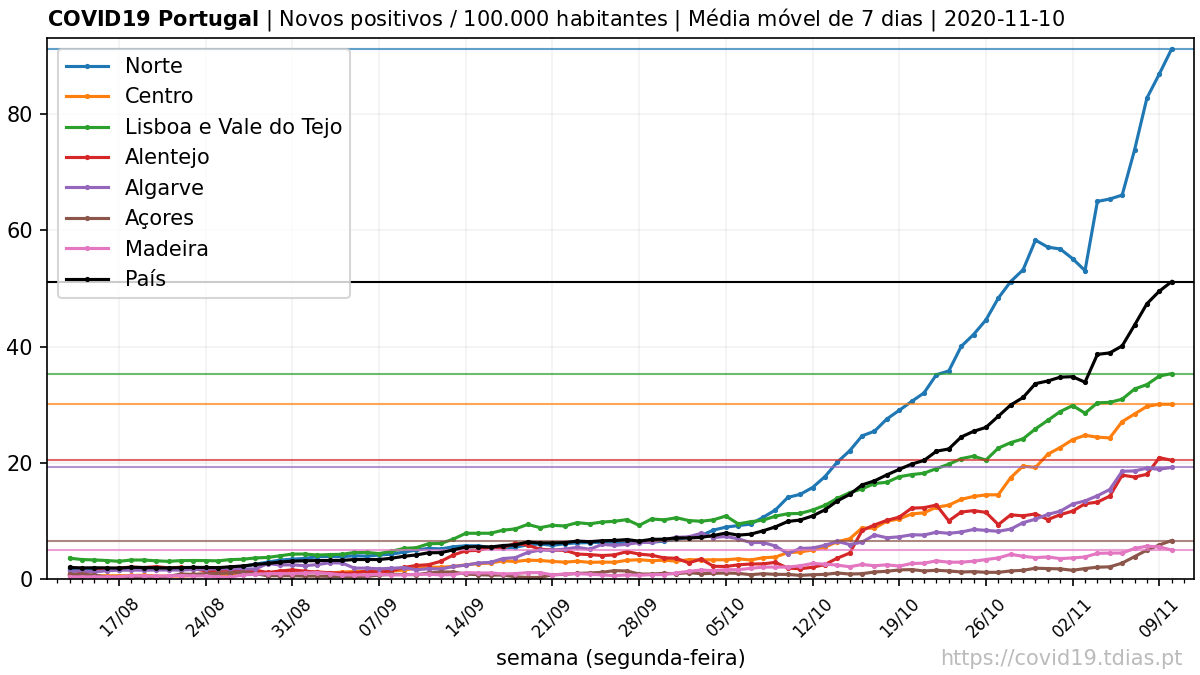 COVID19 Portugal | Novos positivos / 100.000 habitantes | Média móvel de 7 dias | 2020-11-10
Norte
Centro
Lisboa e Vale do Tejo
Alentejo
Algarve
Açores
Madeira
País
80
60
40
20
0
17/08 24/08 31/08 07/09 14/09 21/09 28/09 05/10 12/10 19/10 26/10 02/11 09/11
semana (segunda-feira)
https://covid19.tdias.pt